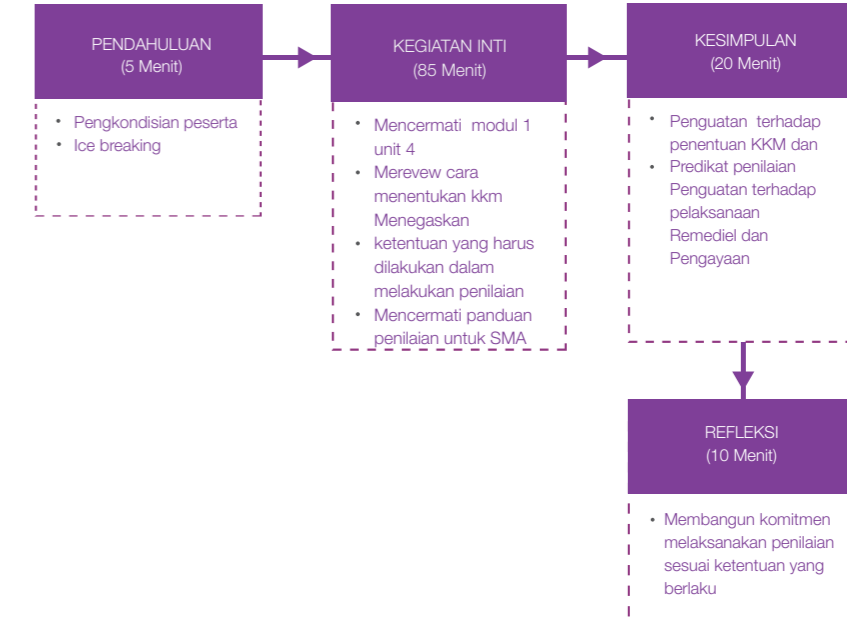 PENDAHULUAN
(5 Menit)
• Pengkondisian peserta
• Ice breaking
KEGIATAN INTI
(85 Menit)
• Mencermati modul 1
unit 4
• Merevew cara
menentukan kkm
Menegaskan
• ketentuan yang harus
dilakukan dalam
melakukan penilaian
• Mencermati panduan
penilaian untuk SMA
KESIMPULAN
(20 Menit)
• Penguatan terhadap
penentuan KKM dan
• Predikat penilaian
Penguatan terhadap
pelaksanaan
Remediel dan
Pengayaan
REFLEKSI
(10 Menit)
• Membangun komitmen
melaksanakan penilaian
sesuai ketentuan yang
berlaku